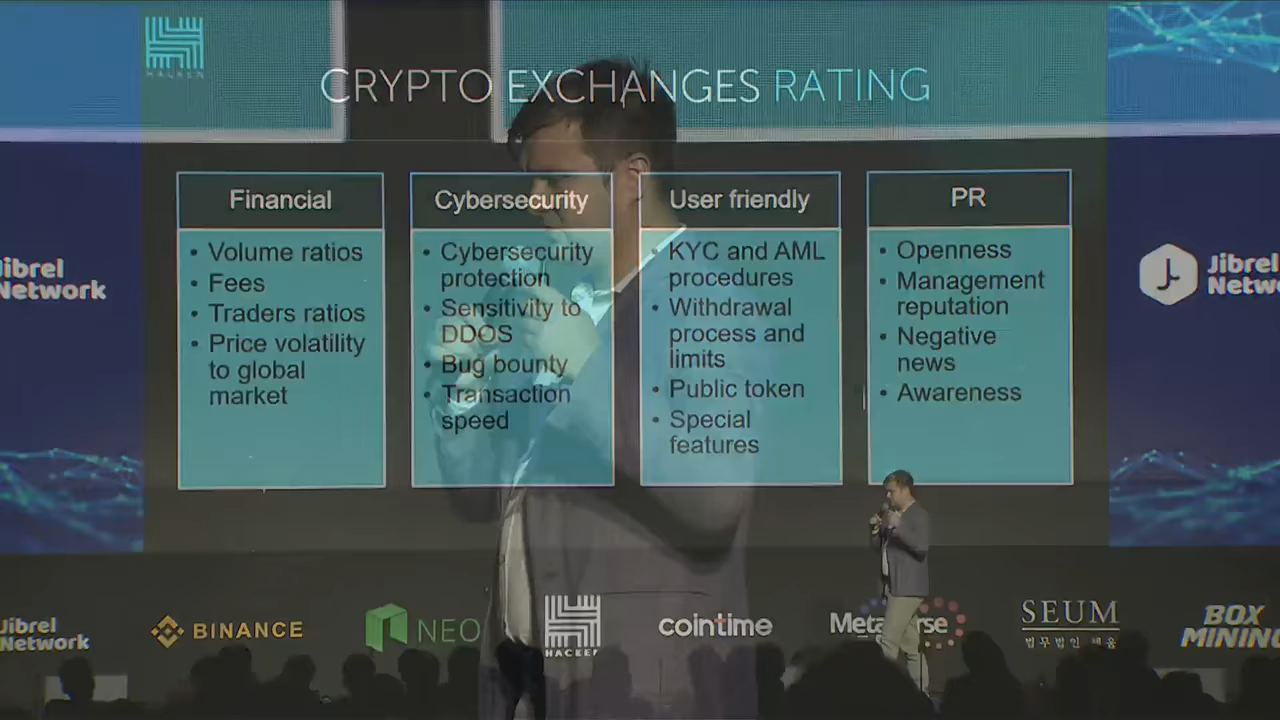 HACKEN
CRYPTO EXCHANGES RATING
Financial
• Volume ratios
• Fees
• Traders ratios
• Price volatility
to global
market
Cybersecurity
• Cybersecurity
protection
• Sensitivity to
DDOS
• Bug bounty
• Transaction
speed
User friendly
• KYC and AML
procedures
• Withdrawal
process and
limits
• Public token
• Special
features
PR
• Openness
• Management
reputation
• Negative
news
• Awareness
Jibrel
Network
Jibrel
Netw
Jibrel
Network
BINANCE
NEO
HACKEN
cointime
SEUM
법무법인 세움
BOX
MINING